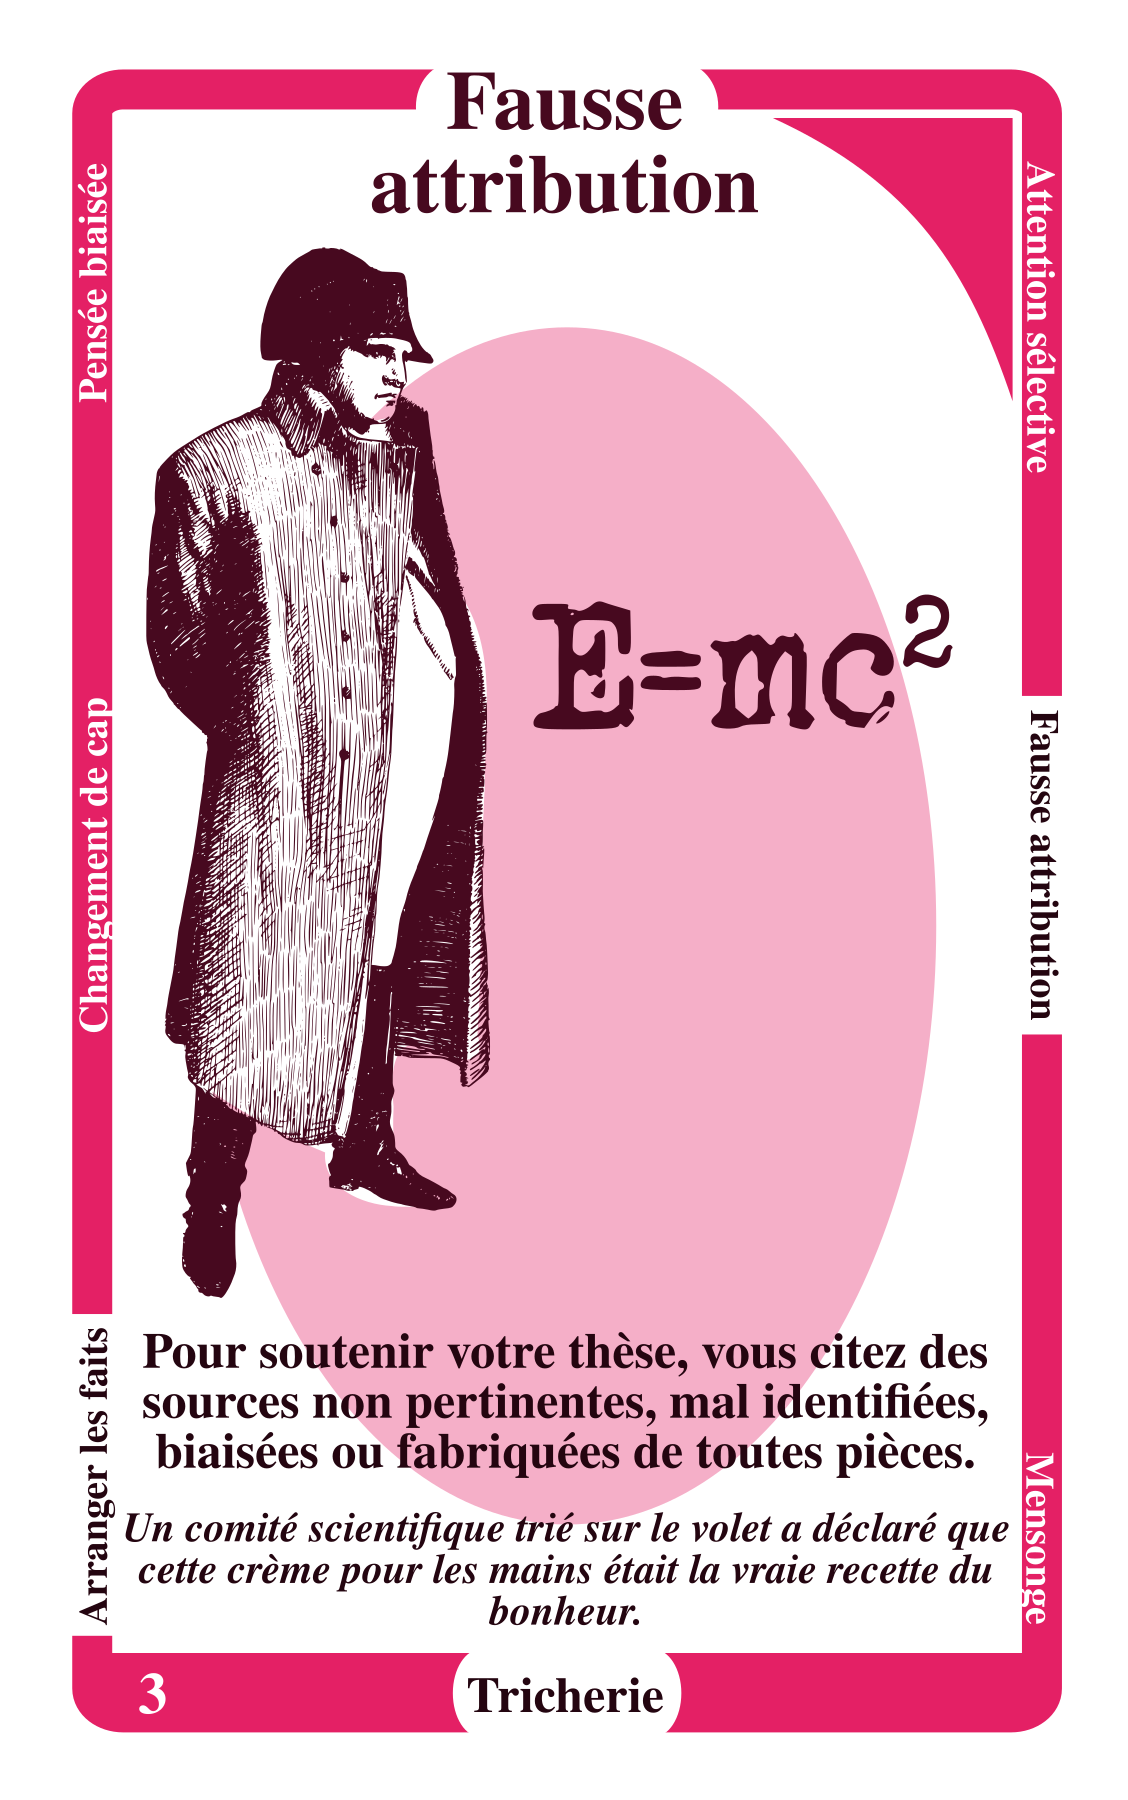 Fausse
attribution
Pensée biaisée
Changement de cap
Arranger les faits
Attention sélective
Fausse attribution
Mensonge
E=mc²
Pour soutenir votre thèse, vous citez des
sources non pertinentes, mal identifiées,
biaisées ou fabriquées de toutes pièces.
Un comité scientifique trié sur le volet a déclaré que
cette crème pour les mains était la vraie recette du
bonheur.
3
Tricherie